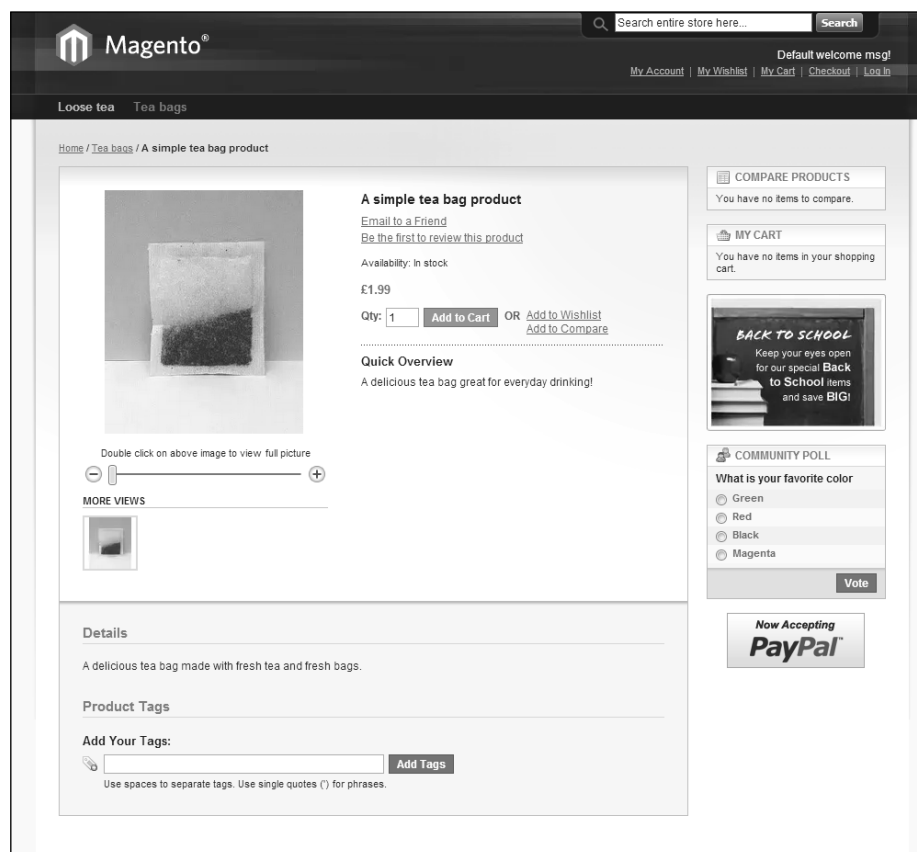 Magento®
Search entire store here...
Search
Default welcome msg!
My Account | My Wishlist | My Cart | Checkout | Log In
Loose tea Tea bags
Home / Tea bags / A simple tea bag product
A simple tea bag product
Email to a Friend
Be the first to review this product
Availability: In stock
£1.99
Qty: 1 Add to Cart OR Add to Wishlist
Add to Compare
Quick Overview
A delicious tea bag great for everyday drinking!
Double click on above image to view full picture
MORE VIEWS
Details
A delicious tea bag made with fresh tea and fresh bags.
Product Tags
Add Your Tags:
Add Tags
Use spaces to separate tags. Use single quotes (') for phrases.
COMPARE PRODUCTS
You have no items to compare.
MY CART
You have no items in your shopping
cart.
BACK TO SCHOOL
Keep your eyes open
for our special Back
to School items
and save BIG!
COMMUNITY POLL
What is your favorite color
Green
Red
Black
Magenta
Vote
Now Accepting
PayPal™